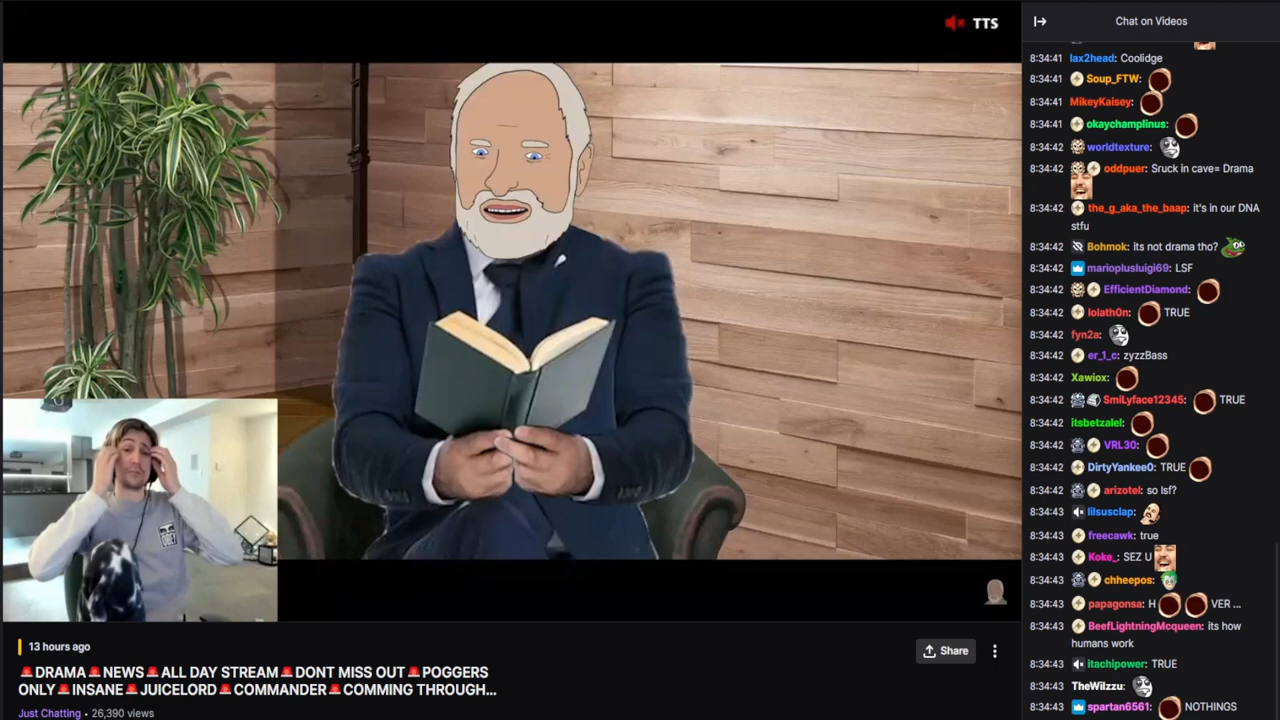 TTS
Chat on Videos
8:34:41 lax2head: Coolidge
8:34:41 Soup_FTW:
8:34:41 MikeyKaisey:
8:34:41 okaychamplinus:
8:34:42 worldtexture:
8:34:42 oddpuer: Sruck in cave= Drama
8:34:42 the_g_aka_the_baap: it's in our DNA
stfu
8:34:42 Bohmok: its not drama tho?
8:34:42 marioplusluigi69: LSF
8:34:42 EfficientDiamond:
8:34:42 lolath0n: TRUE
8:34:42 fyn2a:
8:34:42 er_1_c: zyzzBass
8:34:42 Xawiox:
8:34:42 SmiLyface12345: TRUE
8:34:42 itsbetzalel:
8:34:42 VRL30:
8:34:42 DirtyYankee0: TRUE
8:34:42 arizotel: so lsf?
8:34:43 lilsusclap:
8:34:43 freecawk: true
8:34:43 Koke_: SEZ U
8:34:43 chheepos:
8:34:43 papagonsa: H VER ...
8:34:43 BeefLightningMcqueen: its how
humans work
8:34:43 itachipower: TRUE
8:34:43 TheWilzzu:
8:34:43 spartan6561: NOTHINGS
OBEY
13 hours ago
Share
🚨DRAMA🚨NEWS🚨ALL DAY STREAM🚨DONT MISS OUT🚨POGGERS
ONLY🚨INSANE🚨JUICELORD🚨COMMANDER🚨COMMING THROUGH...
Just Chatting • 26,390 views